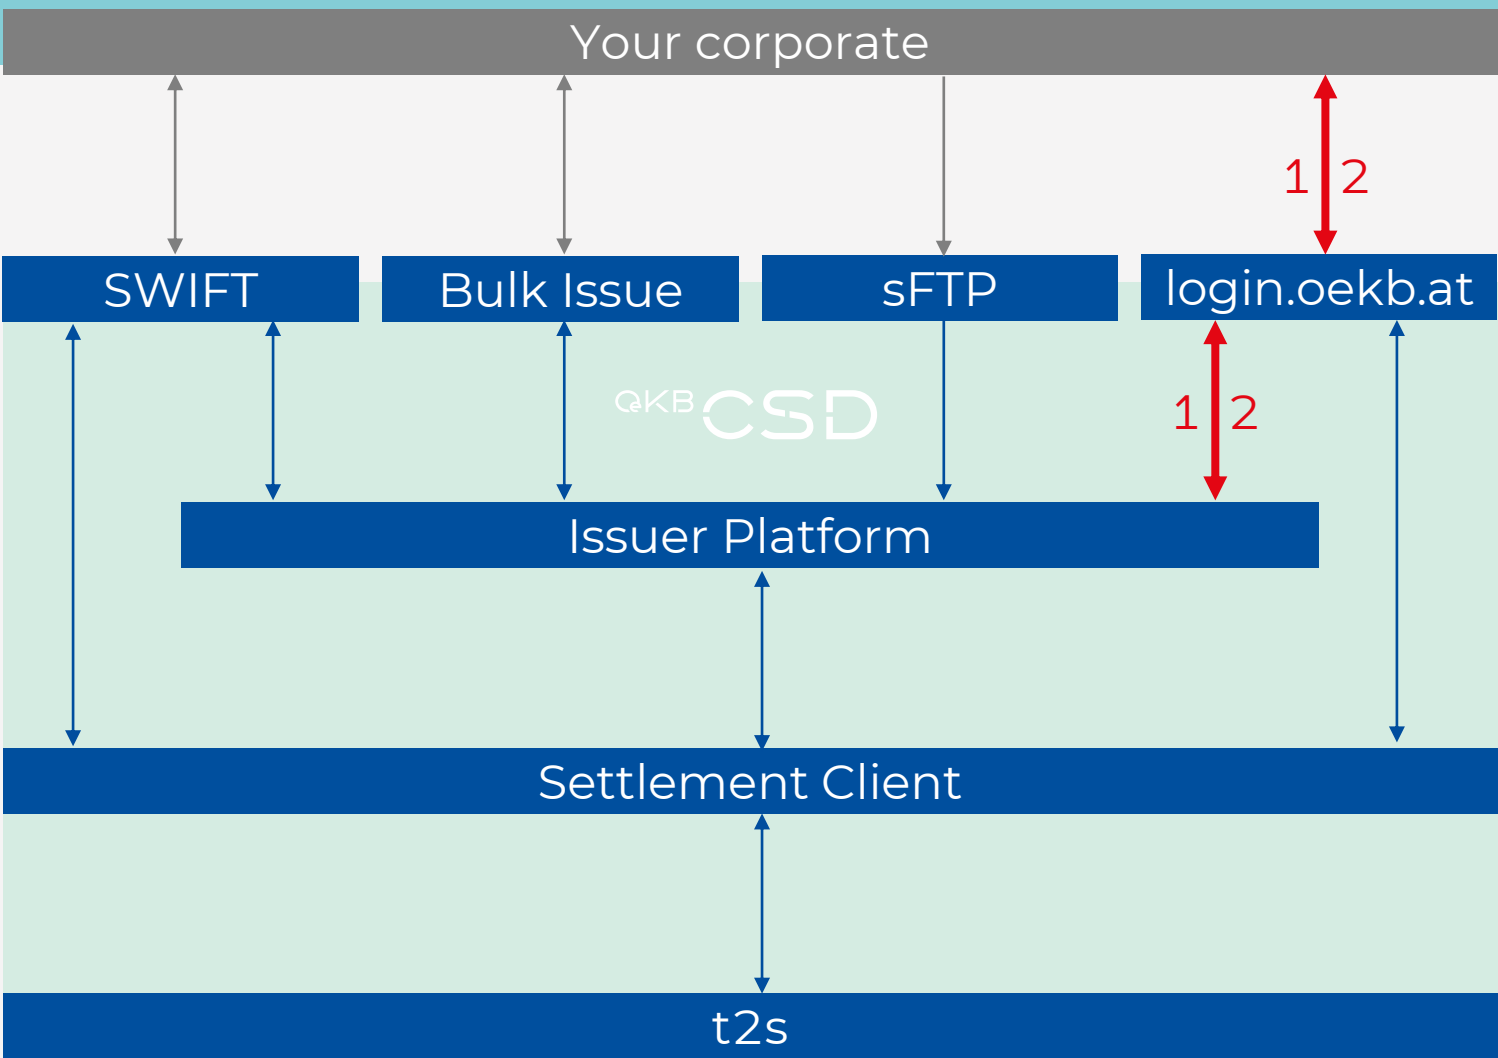 Your corporate
1 2
SWIFT
Bulk Issue
sFTP
login.oekb.at
OeKB CSD
1 2
Issuer Platform
Settlement Client
t2s